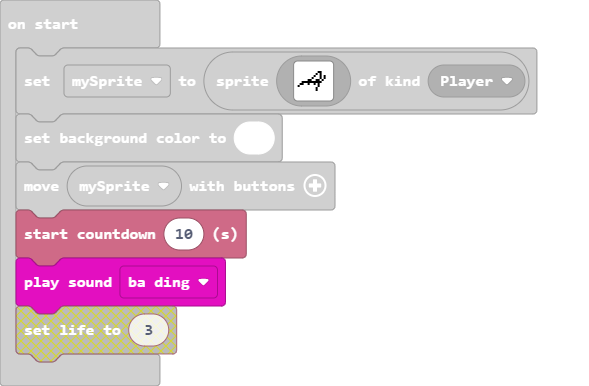 on start
set mySprite to sprite of kind Player
set background color to
move mySprite with buttons
start countdown 10 (s)
play sound ba ding
set life to 3